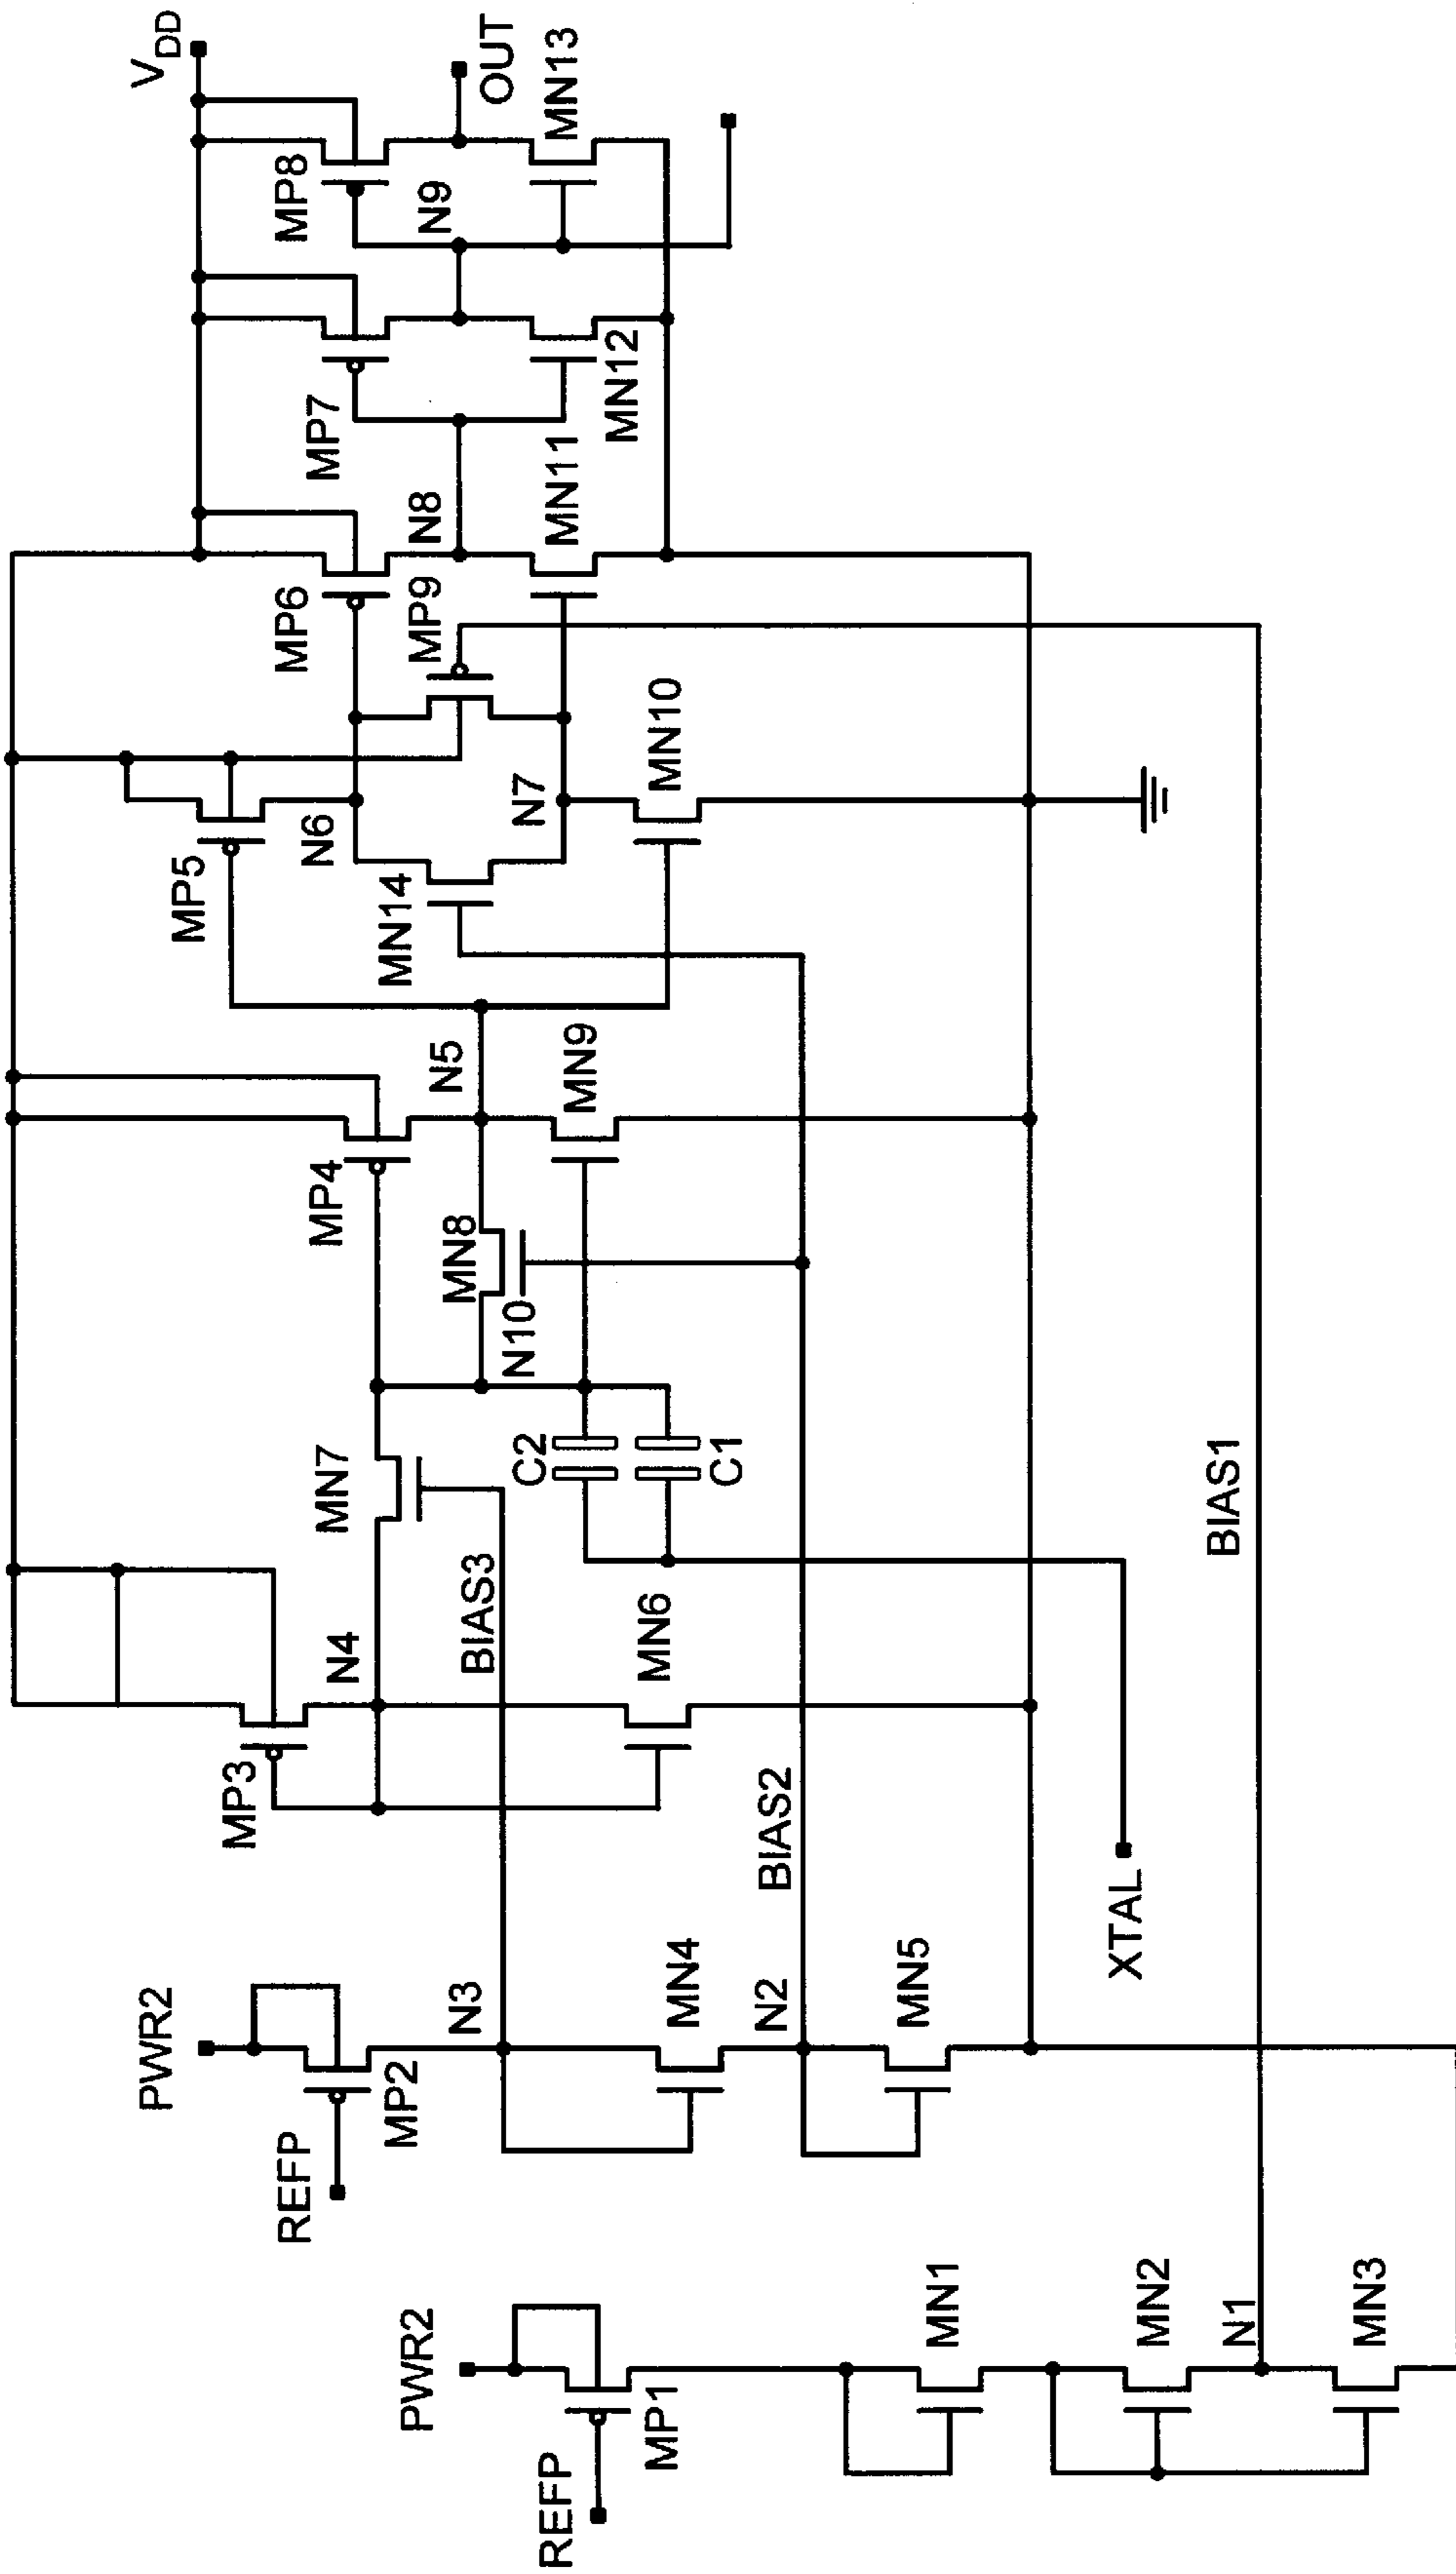 REFP
PWR2
MP1
MN1
MN2
N1
MN3
REFP
PWR2
MP2
N3
MN4
N2
MN5
XTAL
BIAS1
BIAS2
BIAS3
MP3
N4
MN6
MN7
C2
C1
N10
MN8
MP4
N5
MN9
MP5
N6
MN14
N7
MN10
MP9
MP6
N8
MN11
MP7
MN12
MP8
N9
MN13
OUT
VDD